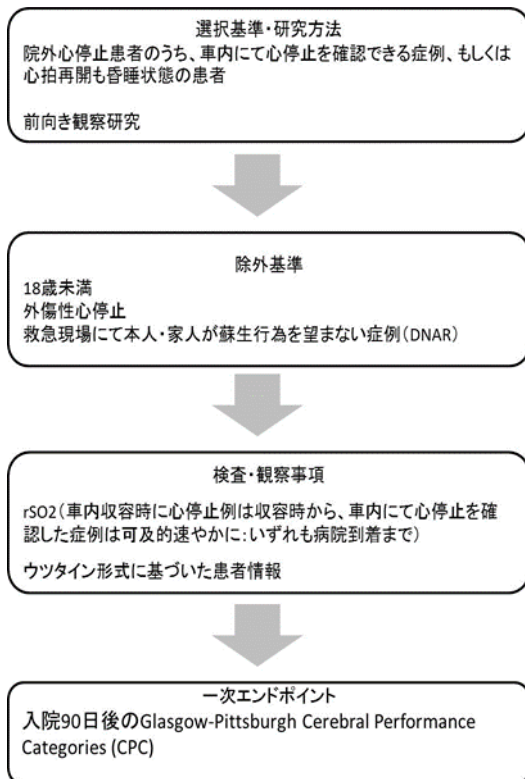 選択基準・研究方法
院外心停止患者のうち、車内にて心停止を確認できる症例、もしくは
心拍再開も昏睡状態の患者
前向き観察研究
除外基準
18歳未満
外傷性心停止
救急現場にて本人・家人が蘇生行為を望まない症例(DNAR)
検査・観察事項
rSO2(車内収容時に心停止例は収容時から、車内にて心停止を確
認した症例は可及的速やかに:いずれも病院到着まで)
ウツタイン形式に基づいた患者情報
一次エンドポイント
入院90日後のGlasgow-Pittsburgh Cerebral Performance
Categories (CPC)